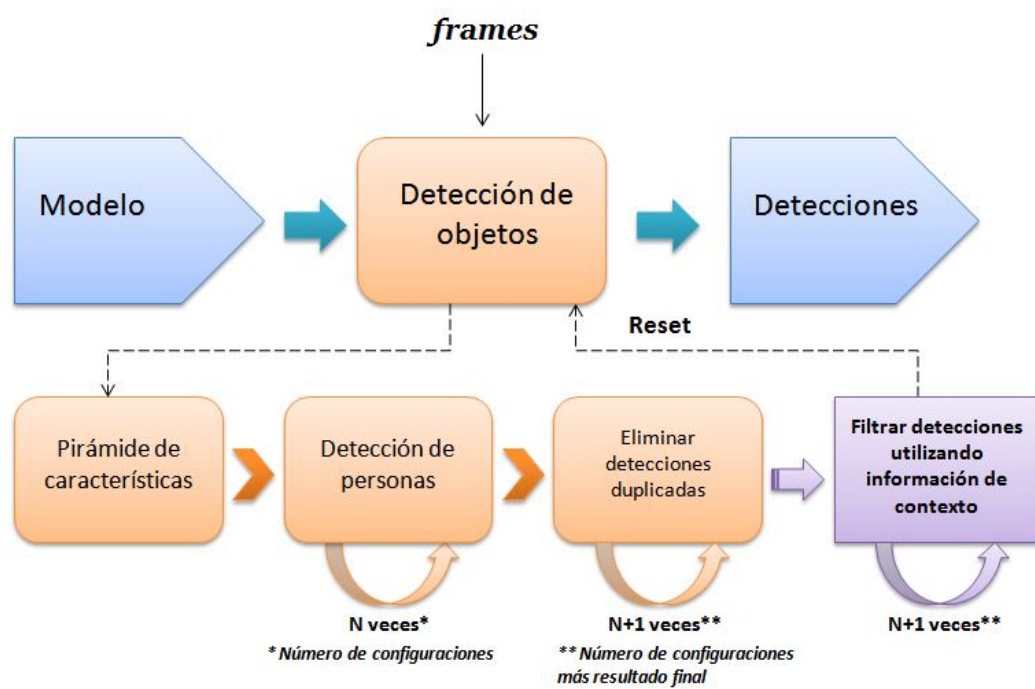 frames
Modelo
Detección de
objetos
Detecciones
Reset
Pirámide de
características
Detección de
personas
Eliminar
detecciones
duplicadas
Filtrar detecciones
utilizando
información de
contexto
N veces*
* Número de configuraciones
N+1 veces**
** Número de configuraciones
más resultado final
N+1 veces**